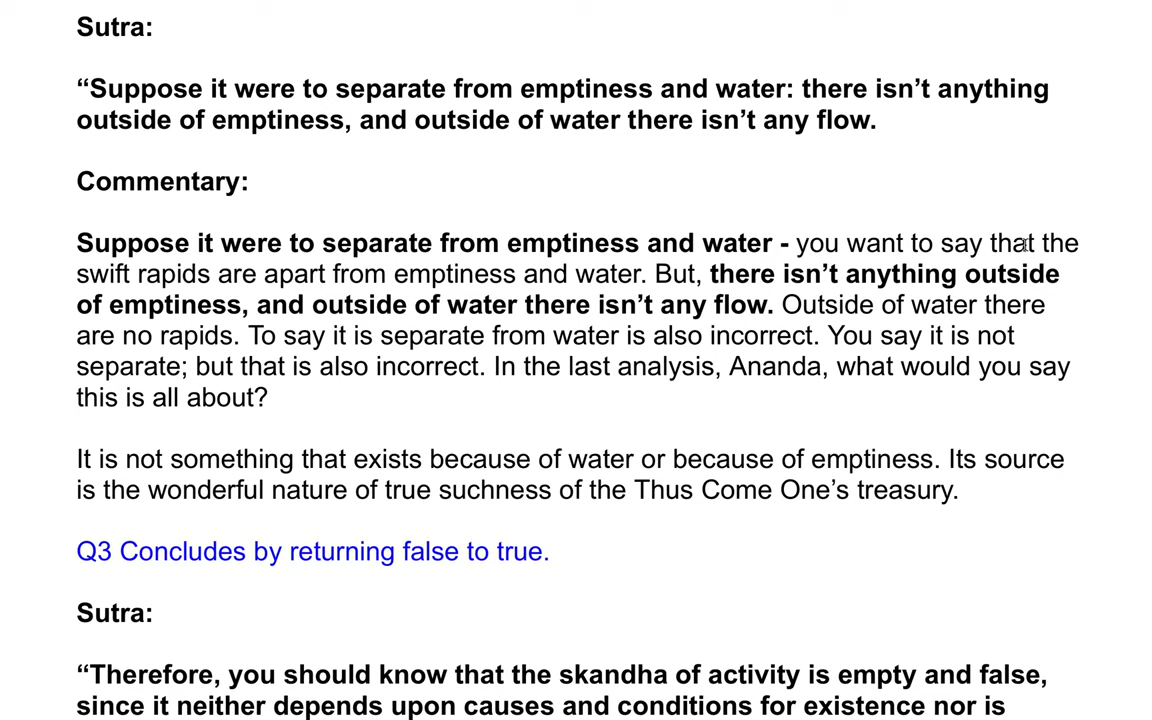 Sutra:
“Suppose it were to separate from emptiness and water: there isn’t anything
outside of emptiness, and outside of water there isn’t any flow.
Commentary:
Suppose it were to separate from emptiness and water - you want to say that the
swift rapids are apart from emptiness and water. But, there isn’t anything outside
of emptiness, and outside of water there isn’t any flow. Outside of water there
are no rapids. To say it is separate from water is also incorrect. You say it is not
separate; but that is also incorrect. In the last analysis, Ananda, what would you say
this is all about?
It is not something that exists because of water or because of emptiness. Its source
is the wonderful nature of true suchness of the Thus Come One’s treasury.
Q3 Concludes by returning false to true.
Sutra:
“Therefore, you should know that the skandha of activity is empty and false,
since it neither depends upon causes and conditions for existence nor is